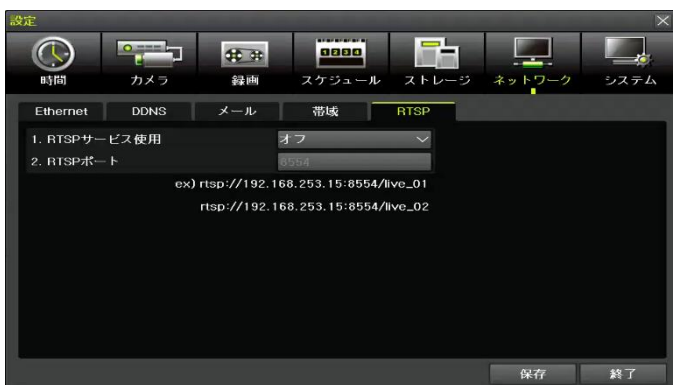 設定
時間 カメラ 録画 スケジュール ストレージ ネットワーク システム
Ethernet DDNS メール 帯域 RTSP
1. RTSPサービス使用 オフ
2. RTSPポート 8554
ex) rtsp://192.168.253.15:8554/live_01
rtsp://192.168.253.15:8554/live_02
保存 終了